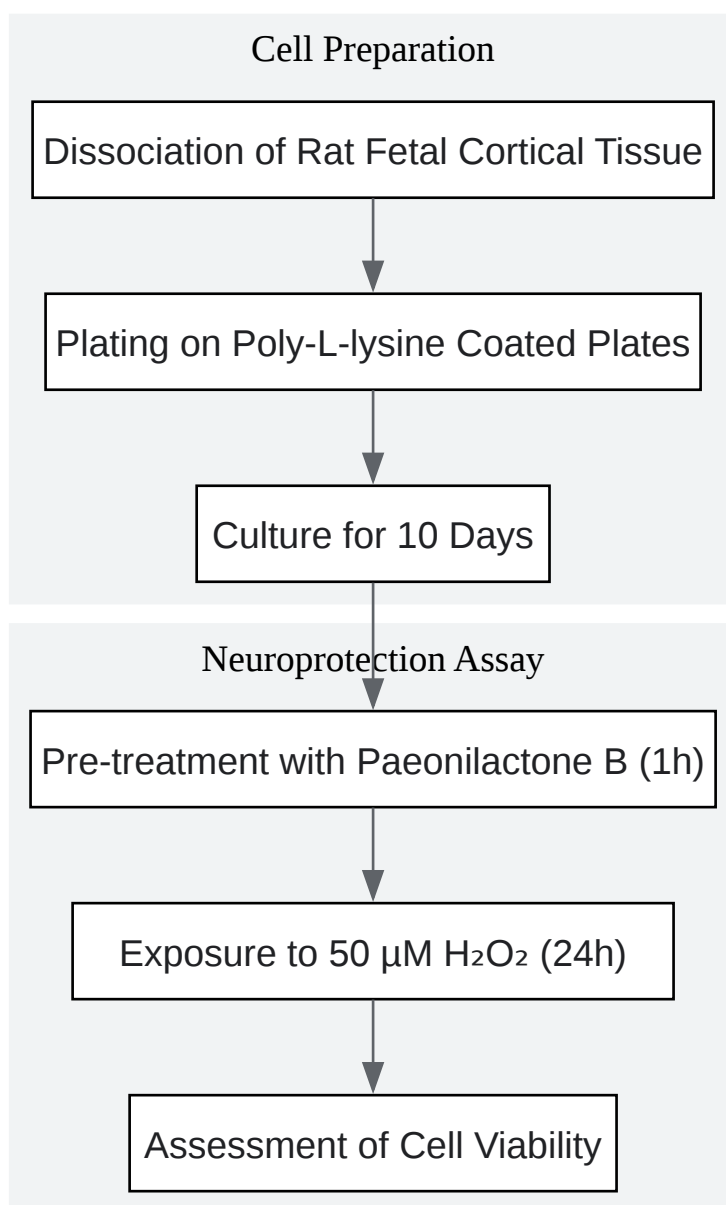 Cell Preparation
Dissociation of Rat Fetal Cortical Tissue
Plating on Poly-L-lysine Coated Plates
Culture for 10 Days
Neuroprotection Assay
Pre-treatment with Paeonilactone B (1h)
Exposure to 50 µM H₂O₂ (24h)
Assessment of Cell Viability